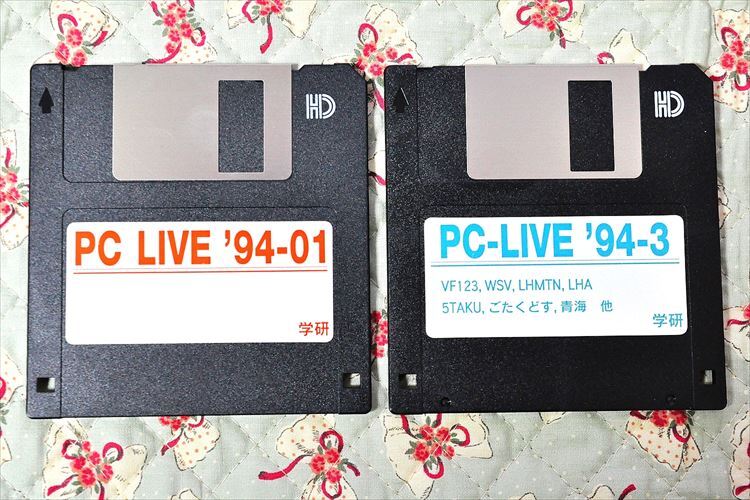 HD
PC LIVE '94-01
学研
HD
PC-LIVE '94-3
VF123, WSV, LHMTN, LHA
5TAKU, ごたくどす, 青海 他
学研